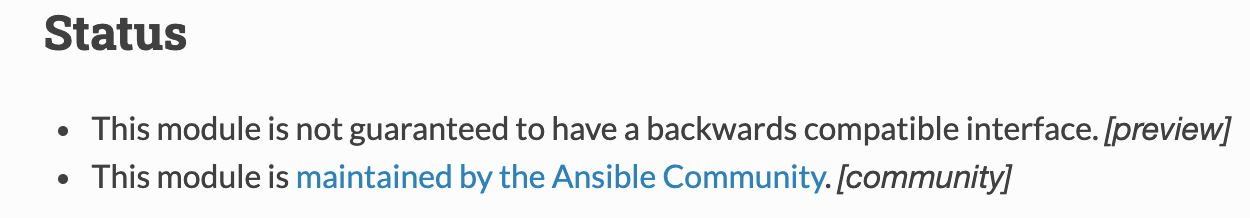 Status
• This module is not guaranteed to have a backwards compatible interface. [preview]
• This module is maintained by the Ansible Community. [community]